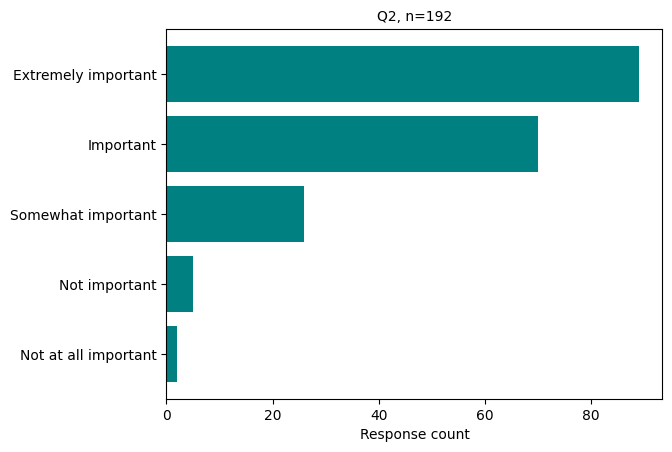 Q2, n=192
Extremely important
Important
Somewhat important
Not important
Not at all important
0 20 40 60 80
Response count